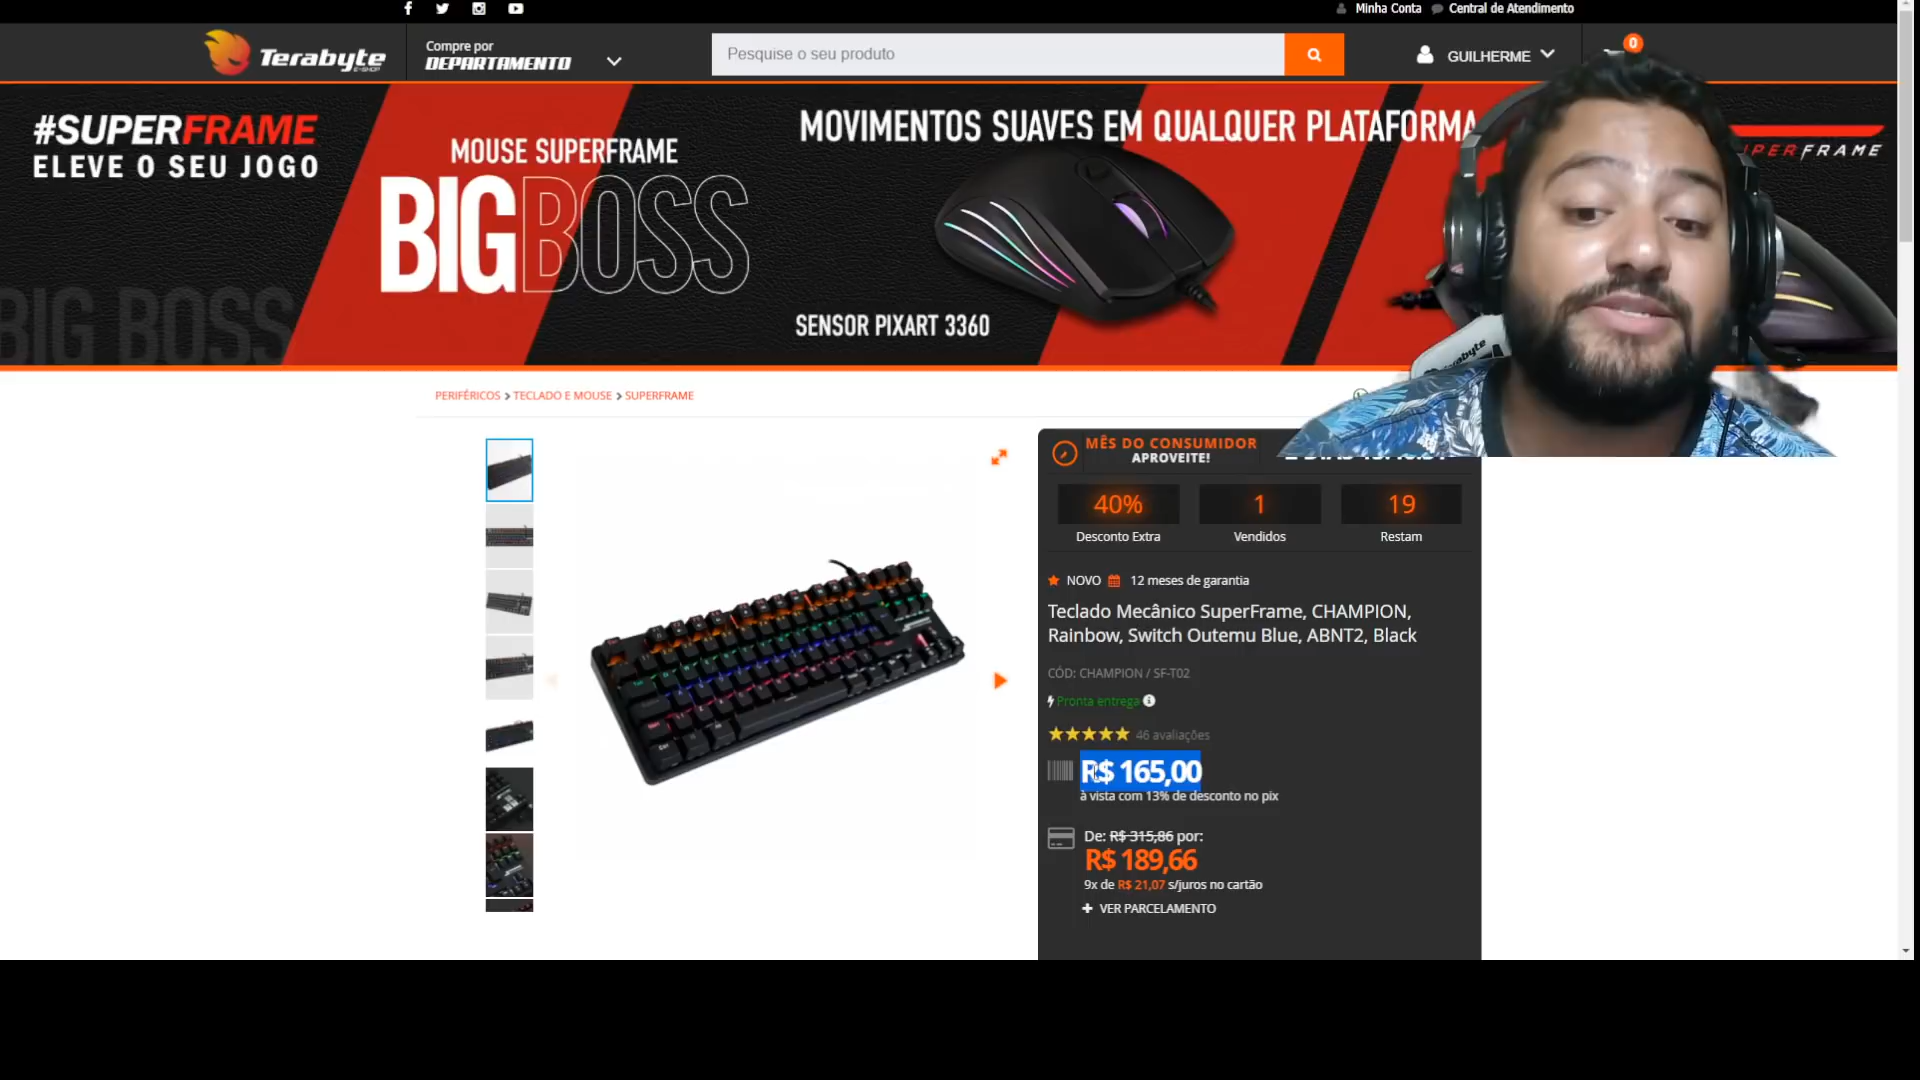 Minha Conta
Central de Atendimento
Terabyte
E-SHOP
Compre por
DEPARTAMENTO
Pesquise o seu produto
GUILHERME
0
#SUPERFRAME
ELEVE O SEU JOGO
BIG BOSS
MOUSE SUPERFRAME
BIGBOSS
MOVIMENTOS SUAVES EM QUALQUER PLATAFORMA
SENSOR PIXART 3360
PERIFÉRICOS > TECLADO E MOUSE > SUPERFRAME
Terabyte
MÊS DO CONSUMIDOR
APROVEITE!
40%
Desconto Extra
1
Vendidos
19
Restam
NOVO
12 meses de garantia
Teclado Mecânico SuperFrame, CHAMPION,
Rainbow, Switch Outemu Blue, ABNT2, Black
CÓD: CHAMPION / SF-T02
Pronta entrega
46 avaliações
R$ 165,00
à vista com 13% de desconto no pix
De: R$ 315,86 por:
R$ 189,66
9x de R$ 21,07 s/juros no cartão
+ VER PARCELAMENTO